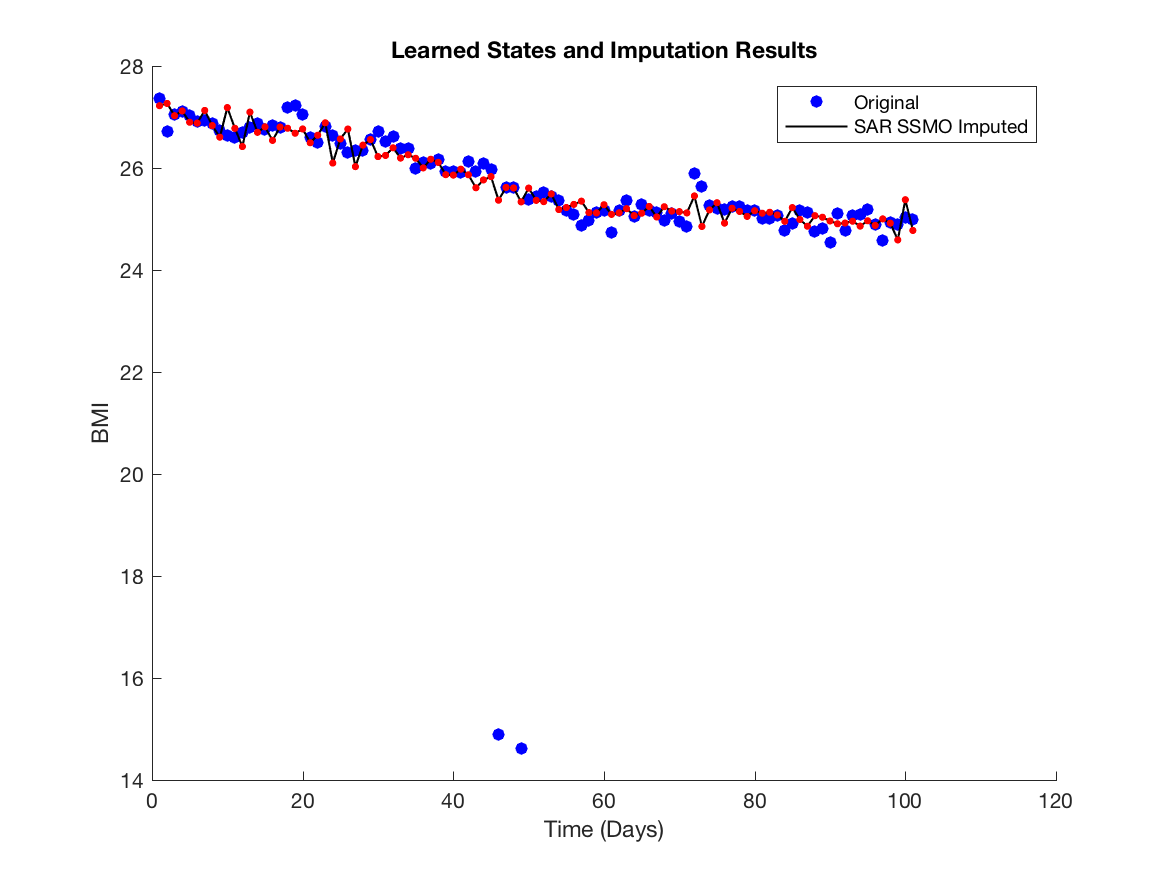 Learned States and Imputation Results
Original
SAR SSMO Imputed
28
26
24
22
20
18
16
14
BMI
0 20 40 60 80 100 120
Time (Days)